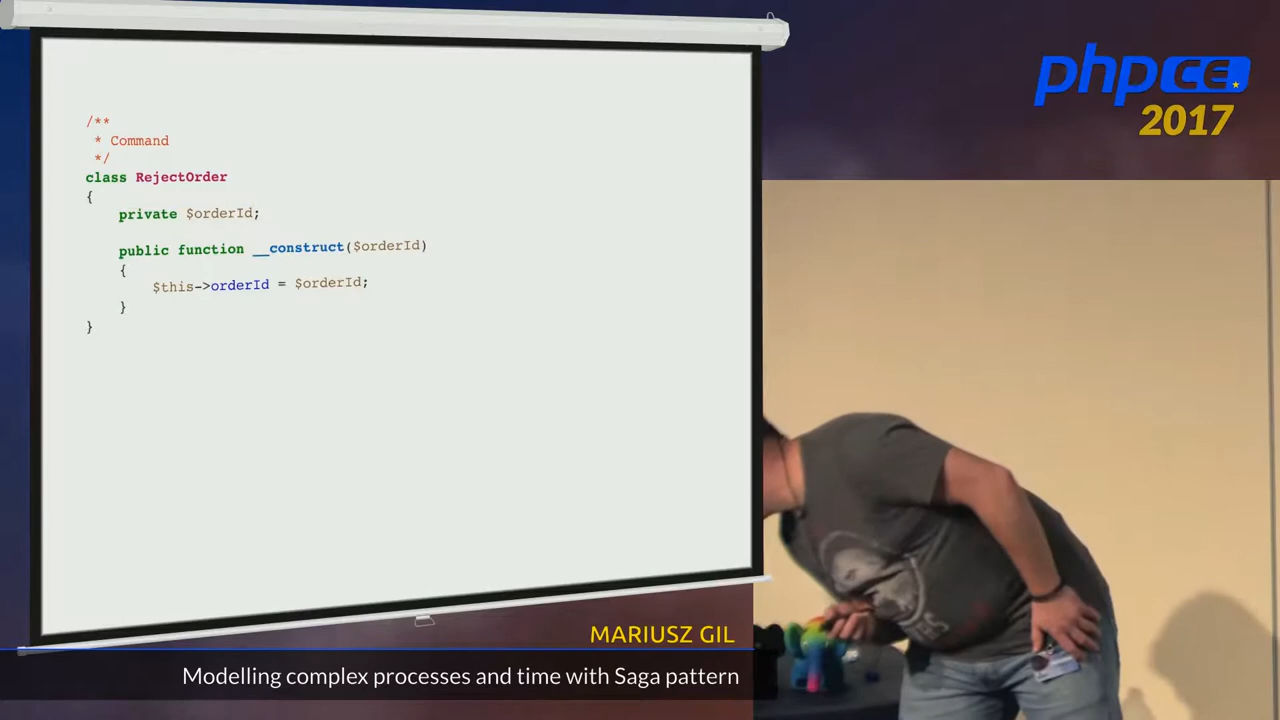 /**
 * Command
 */
class RejectOrder
{
    private $orderId;

    public function __construct($orderId)
    {
        $this->orderId = $orderId;
    }
}
phpCE
2017
MARIUSZ GIL
Modelling complex processes and time with Saga pattern